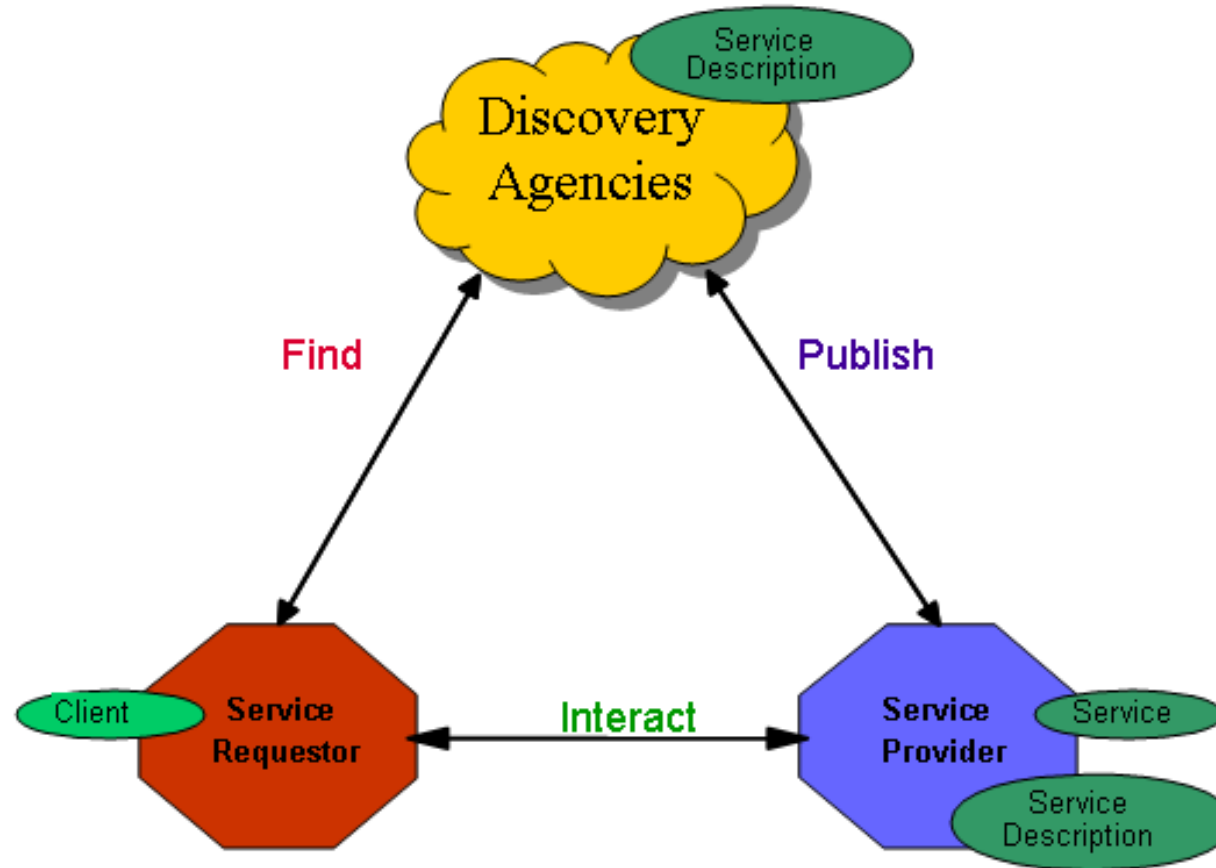 Service
Description
Discovery
Agencies
Find
Publish
Client
Service
Requestor
Interact
Service
Provider
Service
Service
Description